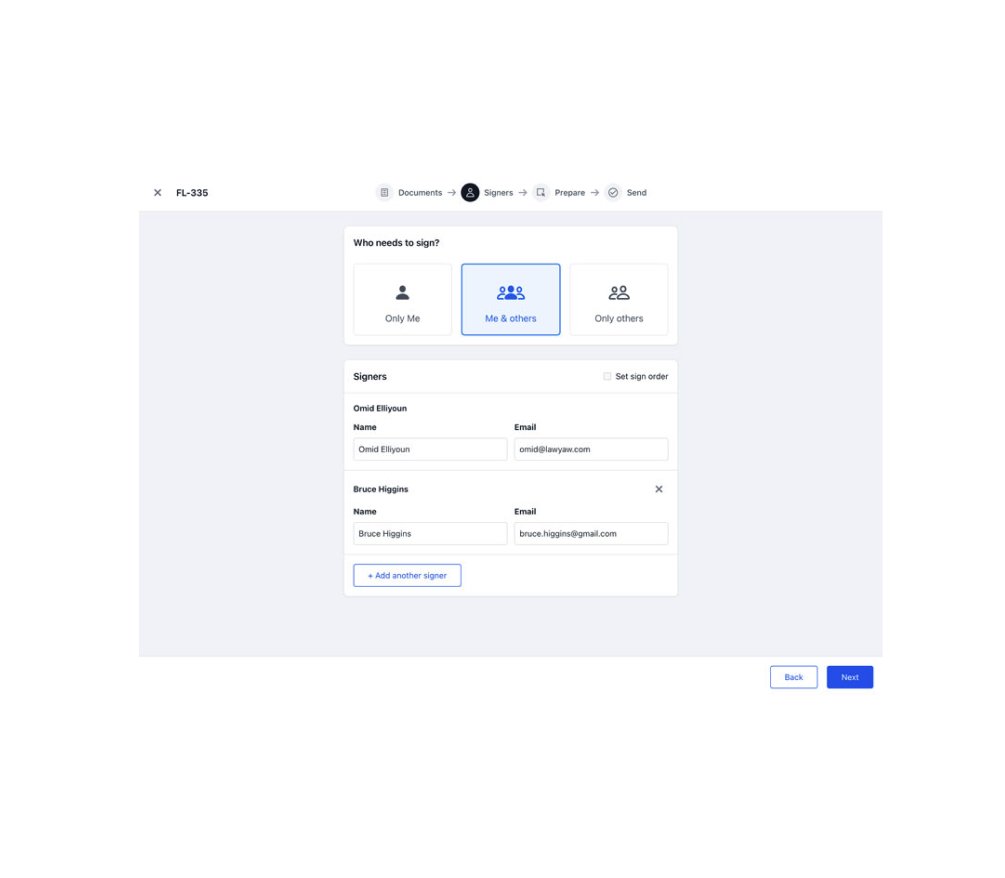 FL-335
Documents → Signers → Prepare → Send
Who needs to sign?
Only Me
Me & others
Only others
Signers
Set sign order
Omid Elliyoun
Name
Email
Omid Elliyoun
omid@lawyaw.com
Bruce Higgins
Name
Email
Bruce Higgins
bruce.higgins@gmail.com
+ Add another signer
Back
Next